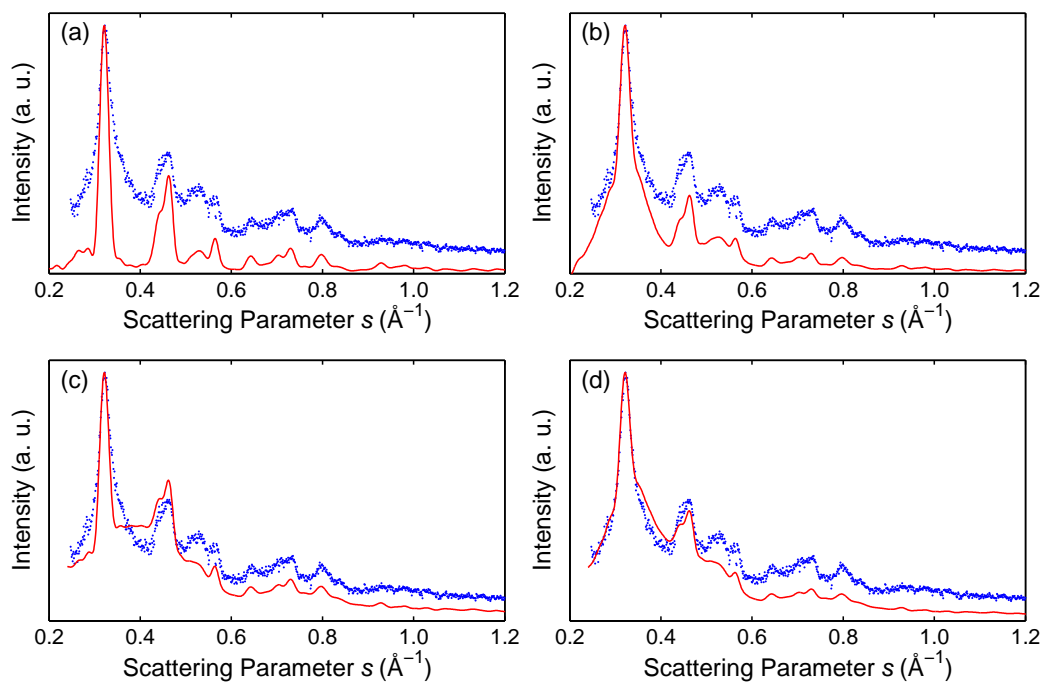 (a)
Intensity (a. u.)
0.2 0.4 0.6 0.8 1.0 1.2
Scattering Parameter s (Å⁻¹)
(b)
Intensity (a. u.)
0.2 0.4 0.6 0.8 1.0 1.2
Scattering Parameter s (Å⁻¹)
(c)
Intensity (a. u.)
0.2 0.4 0.6 0.8 1.0 1.2
Scattering Parameter s (Å⁻¹)
(d)
Intensity (a. u.)
0.2 0.4 0.6 0.8 1.0 1.2
Scattering Parameter s (Å⁻¹)